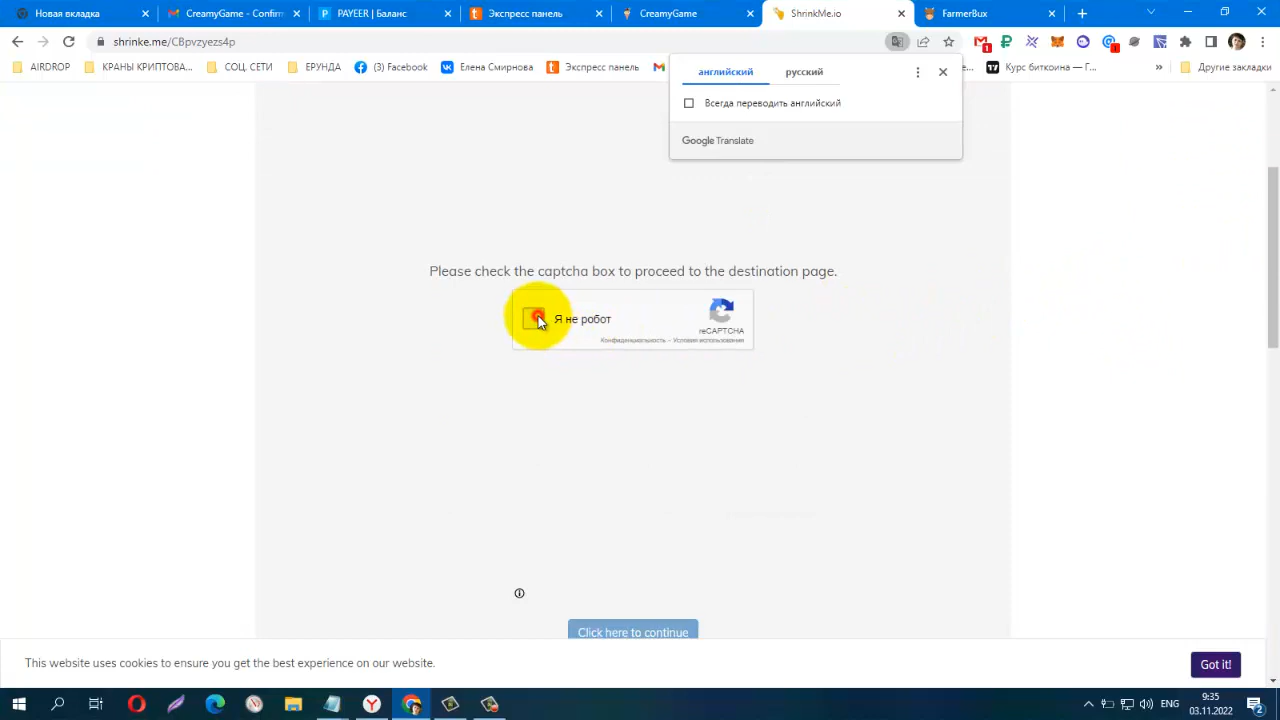 Новая вкладка
CreamyGame - Confirm
PAYEER | Баланс
Экспресс панель
CreamyGame
ShrinkMe.io
FarmerBux
shrinke.me/CBprzyezs4p
1
1
AIRDROP
КРАНЫ КРИПТОВА...
СОЦ. СЕТИ
ЕРУНДА
(3) Facebook
Елена Смирнова
Экспресс панель
Курс биткоина — Г...
»
Другие закладки
английский
русский
Всегда переводить английский
Google Translate
Please check the captcha box to proceed to the destination page.
Я не робот
reCAPTCHA
Конфиденциальность - Условия использования
Click here to continue
This website uses cookies to ensure you get the best experience on our website.
Got it!
ENG
9:35
03.11.2022
2